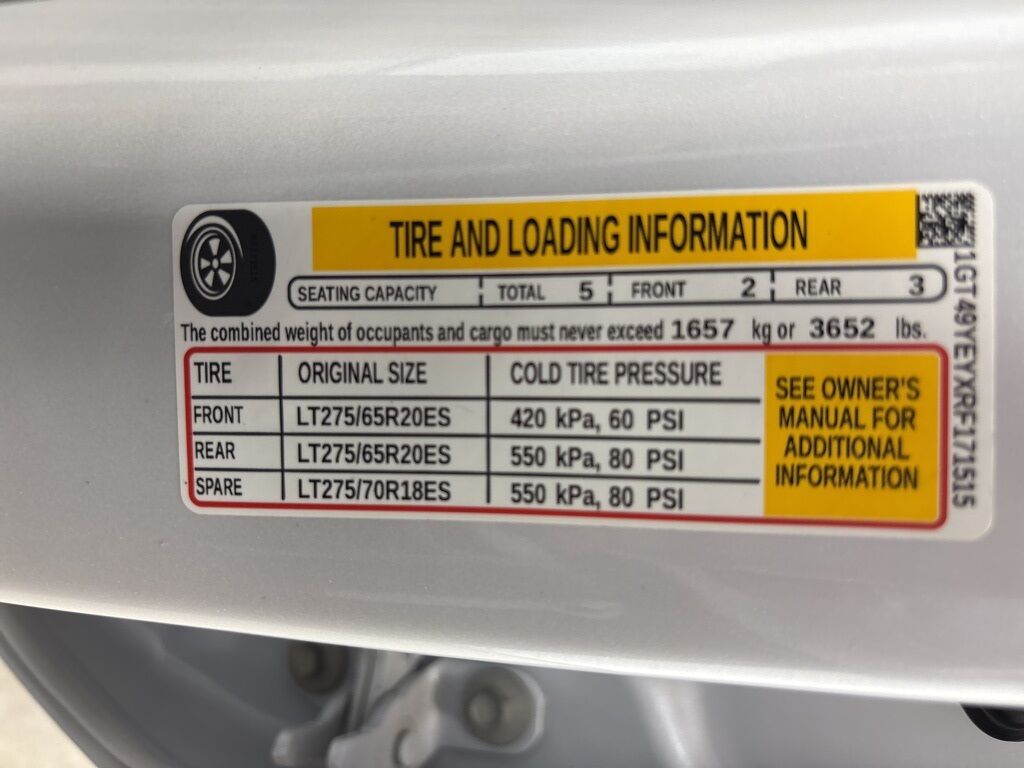 TIRE AND LOADING INFORMATION
SEATING CAPACITY TOTAL 5 FRONT 2 REAR 3
The combined weight of occupants and cargo must never exceed 1657 kg or 3652 lbs.
TIRE ORIGINAL SIZE COLD TIRE PRESSURE
FRONT LT275/65R20ES 420 kPa, 60 PSI
REAR LT275/65R20ES 550 kPa, 80 PSI
SPARE LT275/70R18ES 550 kPa, 80 PSI
SEE OWNER'S
MANUAL FOR
ADDITIONAL
INFORMATION
1GT49YEYXRF171515